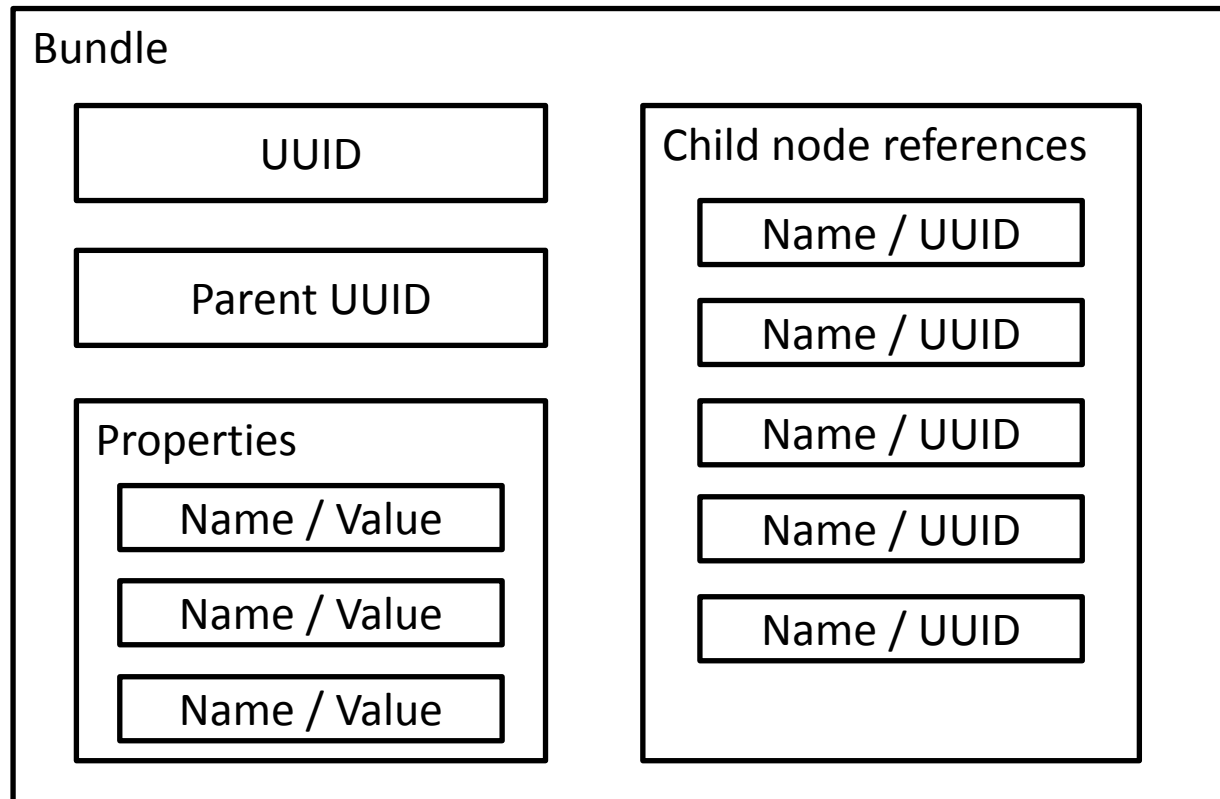 Bundle
UUID
Parent UUID
Properties
Name / Value
Name / Value
Name / Value
Child node references
Name / UUID
Name / UUID
Name / UUID
Name / UUID
Name / UUID